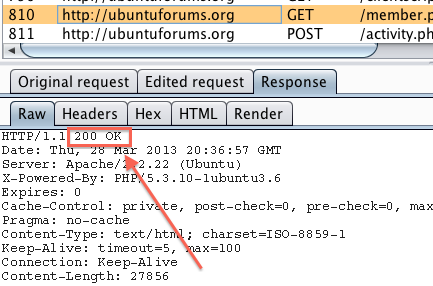 810 http://ubuntuforums.org GET /member.p
811 http://ubuntuforums.org POST /activity.ph
Original request Edited request Response
Raw Headers Hex HTML Render
HTTP/1.1 200 OK
Date: Thu, 28 Mar 2013 20:36:57 GMT
Server: Apache/2.2.22 (Ubuntu)
X-Powered-By: PHP/5.3.10-1ubuntu3.6
Expires: 0
Cache-Control: private, post-check=0, pre-check=0, max
Pragma: no-cache
Content-Type: text/html; charset=ISO-8859-1
Keep-Alive: timeout=5, max=100
Connection: Keep-Alive
Content-Length: 27856